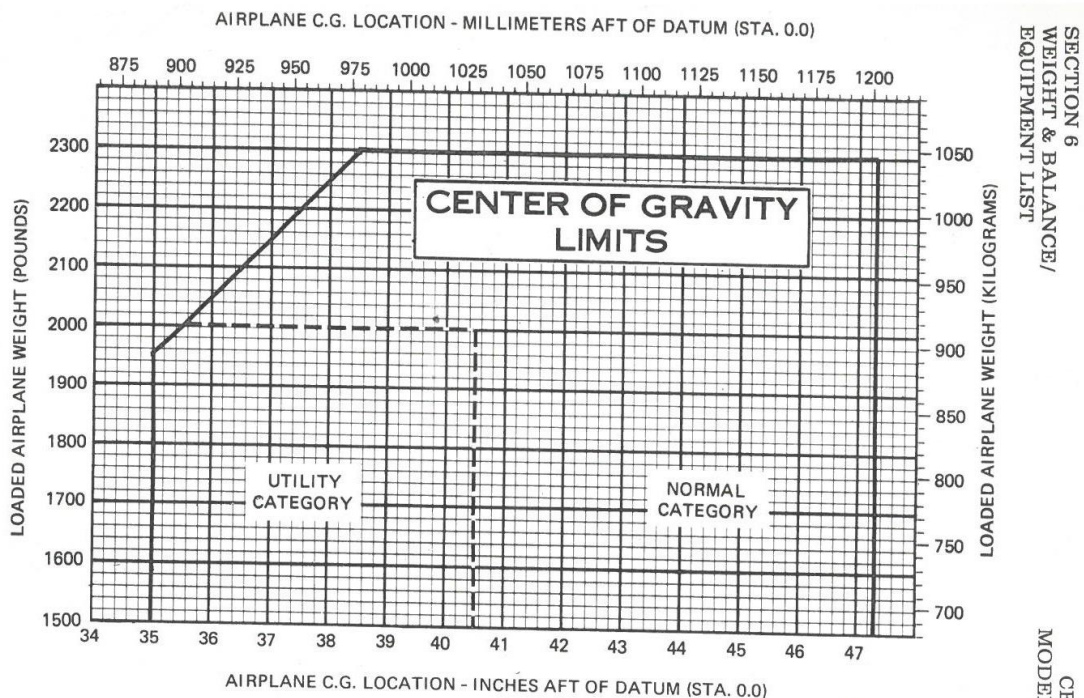 AIRPLANE C.G. LOCATION - MILLIMETERS AFT OF DATUM (STA. 0.0)
875 900 925 950 975 1000 1025 1050 1075 1100 1125 1150 1175 1200
LOADED AIRPLANE WEIGHT (POUNDS)
2300
2200
2100
2000
1900
1800
1700
1600
1500
CENTER OF GRAVITY
LIMITS
UTILITY
CATEGORY
NORMAL
CATEGORY
1050
1000
950
900
850
800
750
700
LOADED AIRPLANE WEIGHT (KILOGRAMS)
34 35 36 37 38 39 40 41 42 43 44 45 46 47
AIRPLANE C.G. LOCATION - INCHES AFT OF DATUM (STA. 0.0)
SECTION 6
WEIGHT & BALANCE/
EQUIPMENT LIST